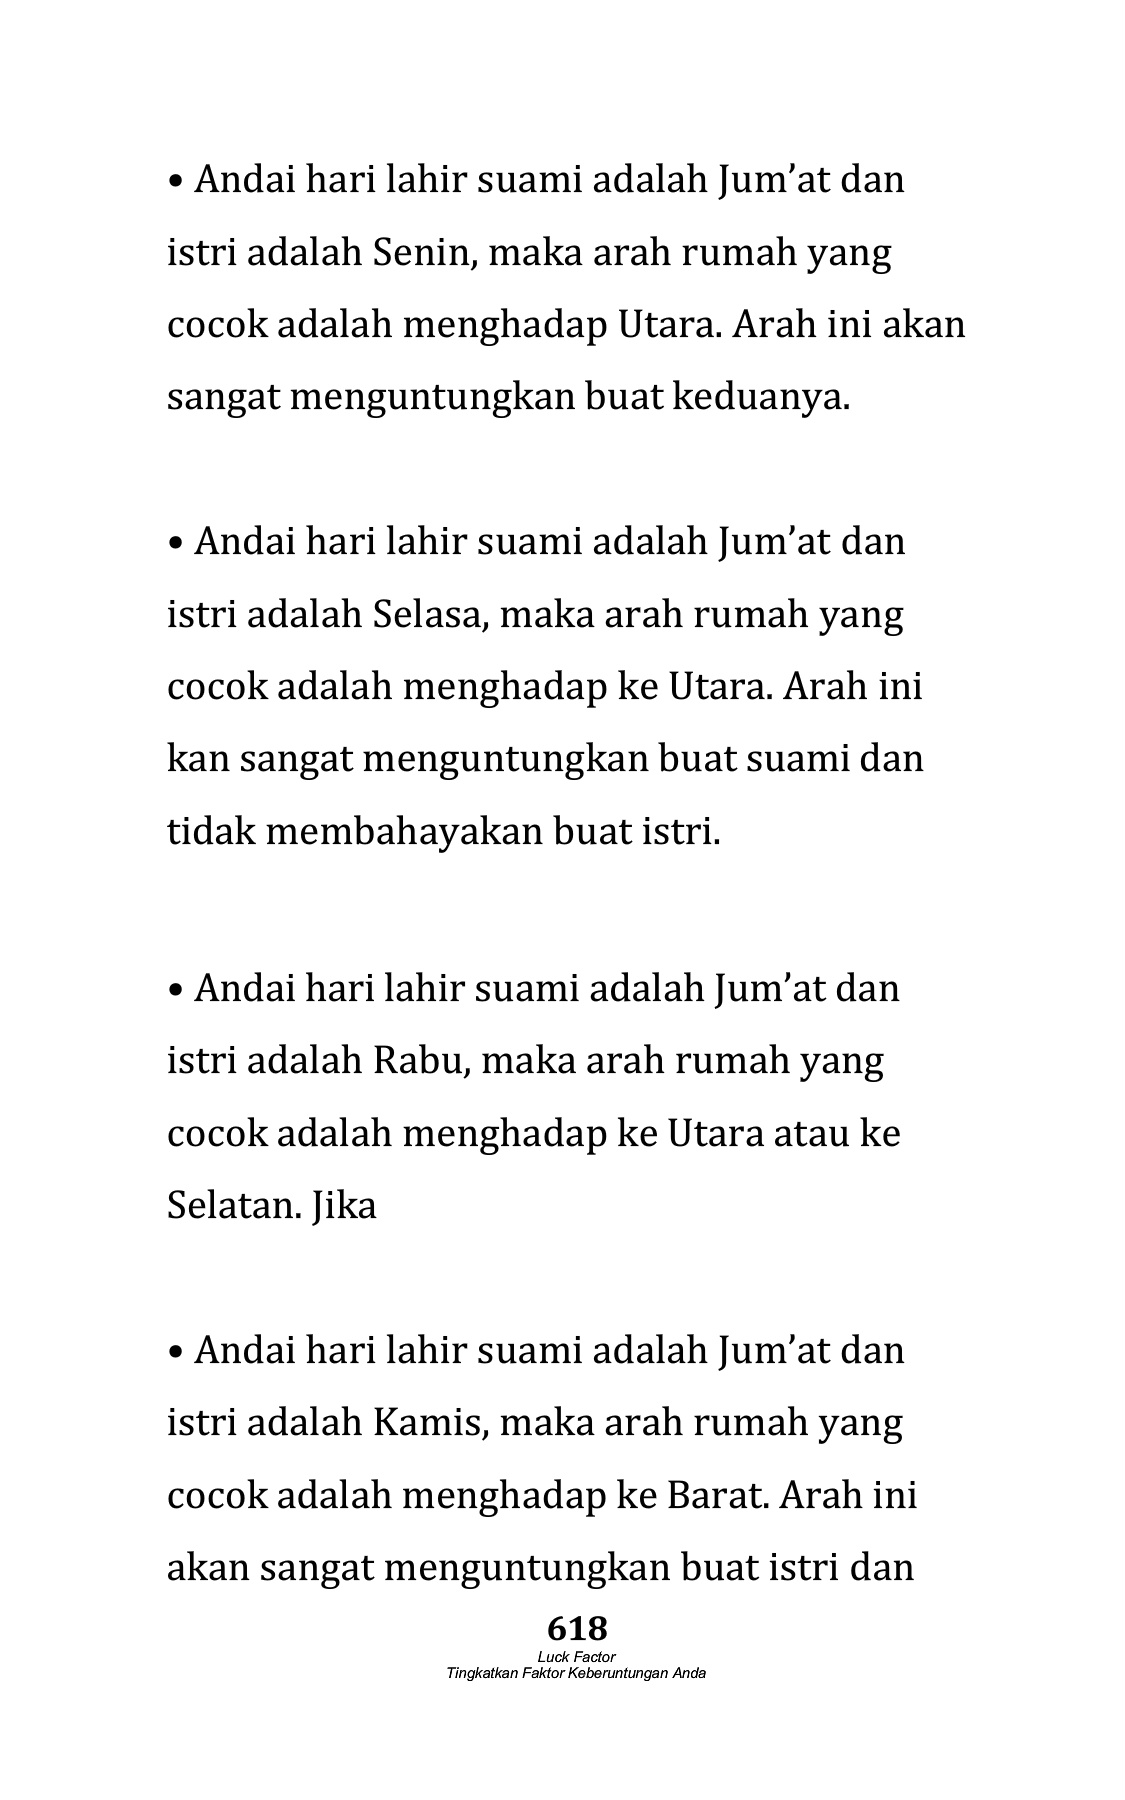 • Andai hari lahir suami adalah Jum’at dan
istri adalah Senin, maka arah rumah yang
cocok adalah menghadap Utara. Arah ini akan
sangat menguntungkan buat keduanya.
• Andai hari lahir suami adalah Jum’at dan
istri adalah Selasa, maka arah rumah yang
cocok adalah menghadap ke Utara. Arah ini
kan sangat menguntungkan buat suami dan
tidak membahayakan buat istri.
• Andai hari lahir suami adalah Jum’at dan
istri adalah Rabu, maka arah rumah yang
cocok adalah menghadap ke Utara atau ke
Selatan. Jika
• Andai hari lahir suami adalah Jum’at dan
istri adalah Kamis, maka arah rumah yang
cocok adalah menghadap ke Barat. Arah ini
akan sangat menguntungkan buat istri dan
618
Luck Factor
Tingkatkan Faktor Keberuntungan Anda